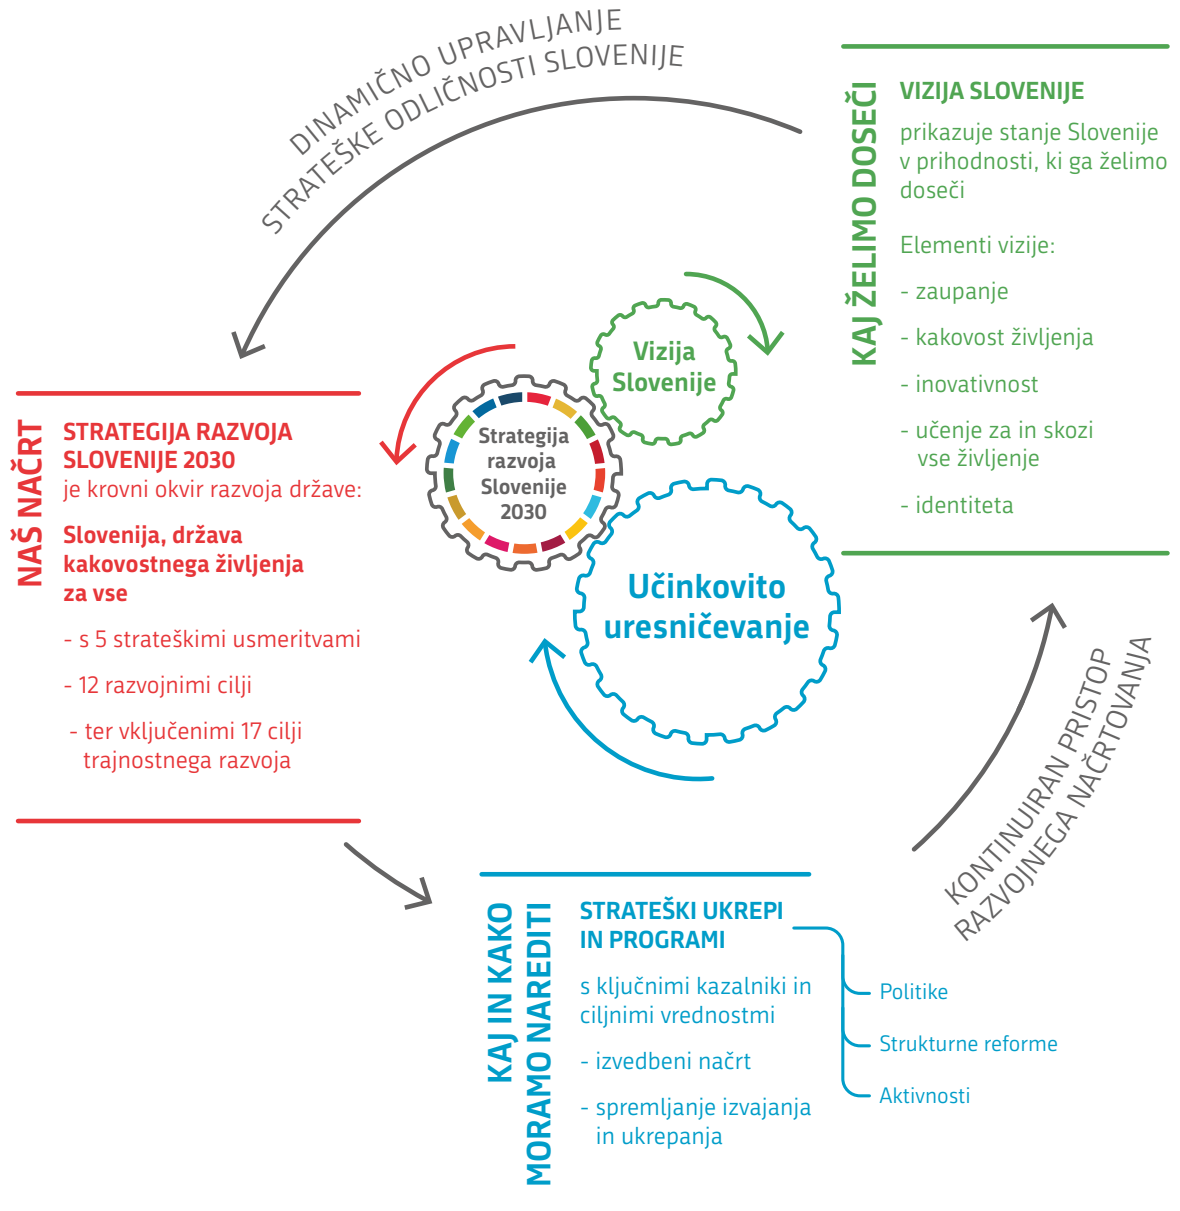 DINAMIČNO UPRAVLJANJE
STRATEŠKE ODLIČNOSTI SLOVENIJE
KAJ ŽELIMO DOSEČI
VIZIJA SLOVENIJE
prikazuje stanje Slovenije
v prihodnosti, ki ga želimo
doseči
Elementi vizije:
- zaupanje
- kakovost življenja
- inovativnost
- učenje za in skozi
vse življenje
- identiteta
Vizija
Slovenije
Strategija
razvoja
Slovenije
2030
Učinkovito
uresničevanje
NAŠ NAČRT
STRATEGIJA RAZVOJA
SLOVENIJE 2030
je krovni okvir razvoja države:
Slovenija, država
kakovostnega življenja
za vse
- s 5 strateškimi usmeritvami
- 12 razvojnimi cilji
- ter vključenimi 17 cilji
trajnostnega razvoja
KONTINUIRAN PRISTOP
RAZVOJNEGA NAČRTOVANJA
KAJ IN KAKO
MORAMO NAREDITI
STRATEŠKI UKREPI
IN PROGRAMI
s ključnimi kazalniki in
ciljnimi vrednostmi
- izvedbeni načrt
- spremljanje izvajanja
in ukrepanja
Politike
Strukturne reforme
Aktivnosti